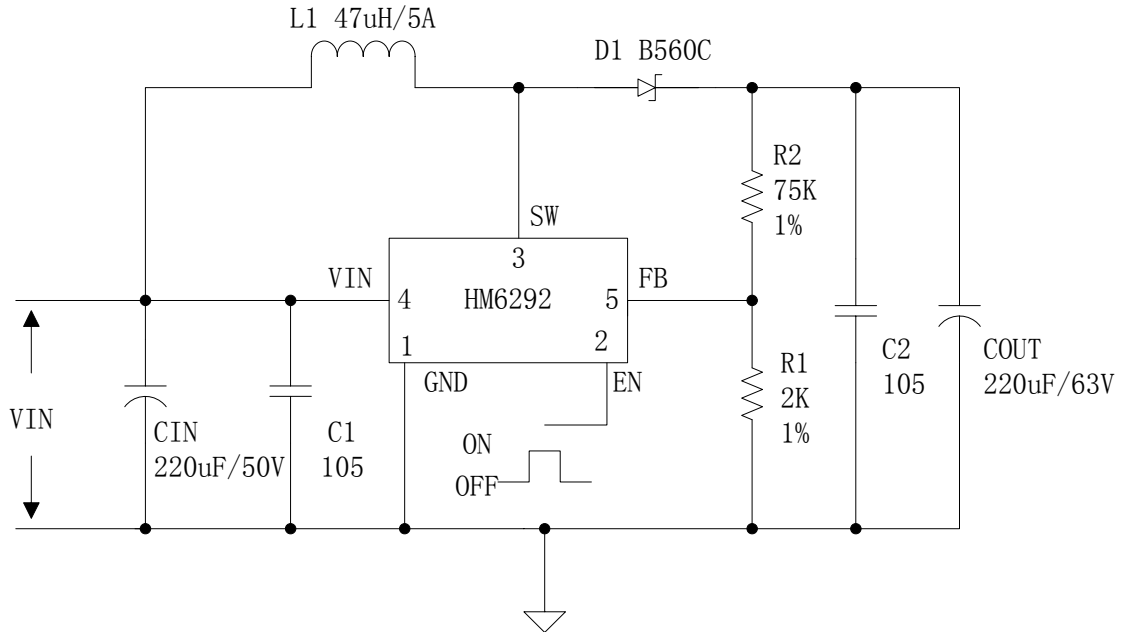 L1 47uH/5A
D1 B560C
R2
75K
1%
SW
3
VIN
FB
4
HM6292
5
1
2
GND
EN
R1
2K
1%
C2
105
COUT
220uF/63V
VIN
CIN
220uF/50V
C1
105
ON
OFF